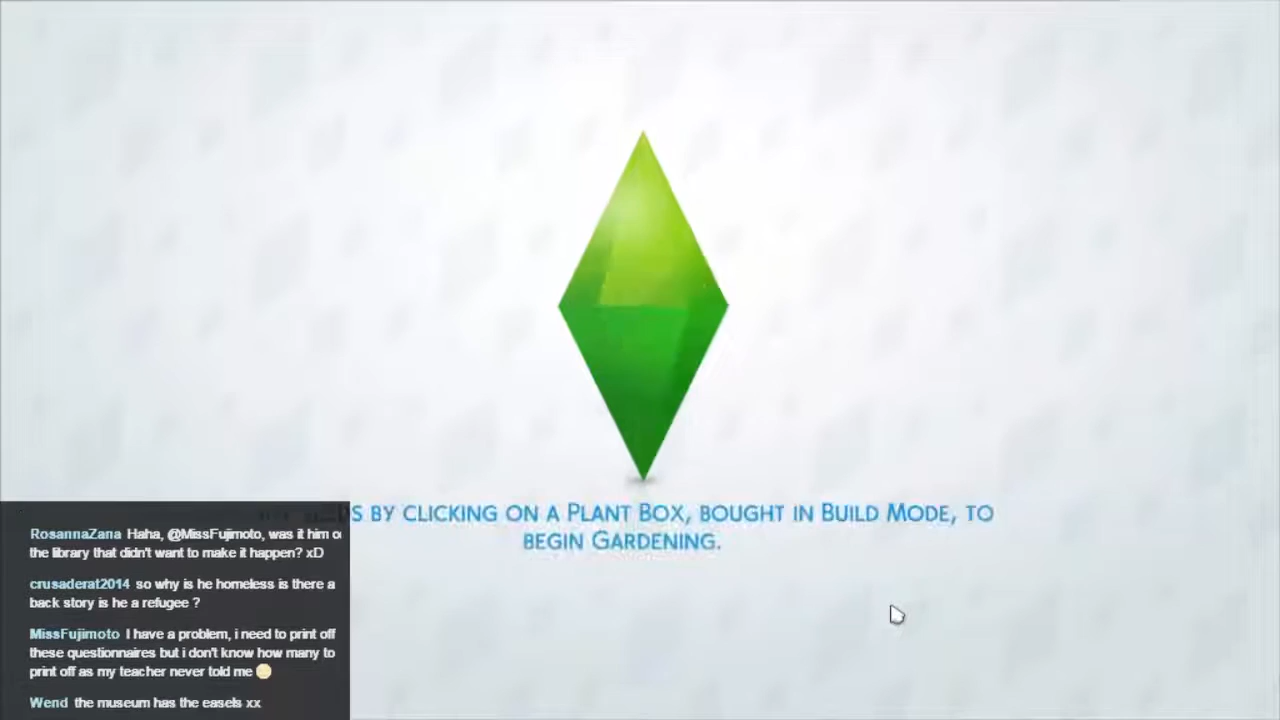 S BY CLICKING ON A PLANT BOX, BOUGHT IN BUILD MODE, TO
BEGIN GARDENING.
RosannaZana Haha, @MissFujimoto, was it him o
the library that didn't want to make it happen? xD
crusaderat2014 so why is he homeless is there a
back story is he a refugee ?
MissFujimoto I have a problem, i need to print off
these questionnaires but i don't know how many to
print off as my teacher never told me
Wend the museum has the easels xx